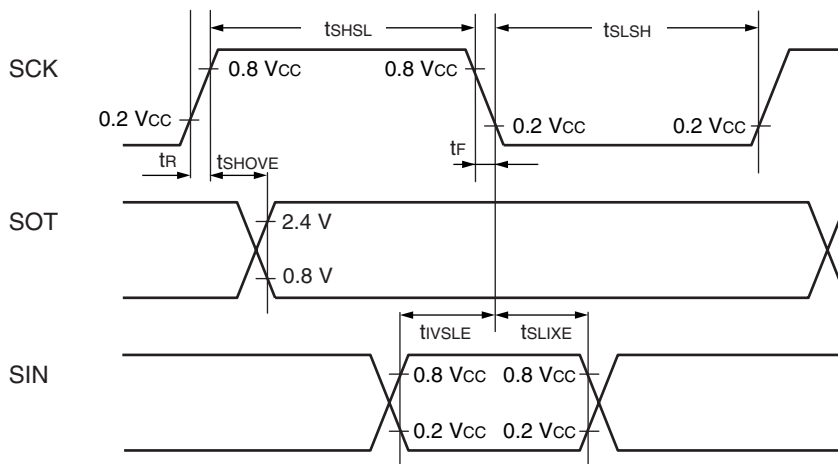 tSHSL tSLSH
SCK 0.8 VCC 0.8 VCC
0.2 VCC 0.2 VCC 0.2 VCC
tR tSHOVE tF
SOT 2.4 V
0.8 V
tIVSLE tSLIXE
SIN 0.8 VCC 0.8 VCC
0.2 VCC 0.2 VCC